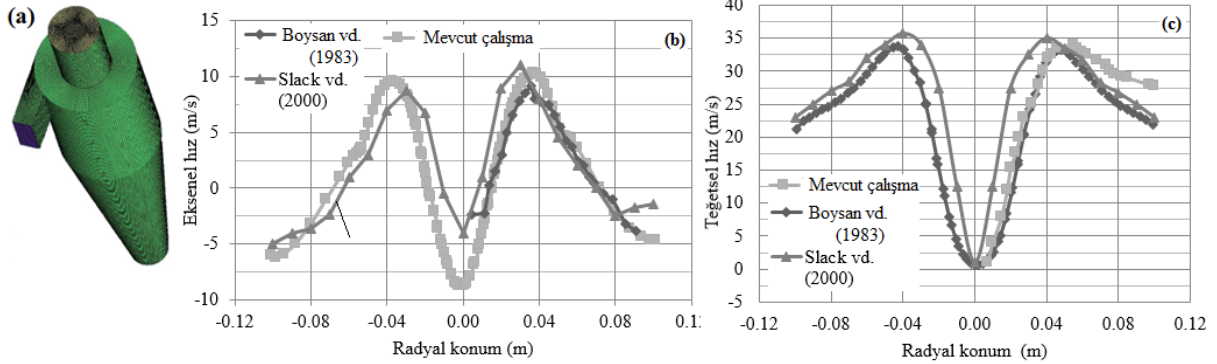 (a)
(b)
Boysan vd.
(1983)
Mevcut çalışma
Slack vd.
(2000)
Eksenel hız (m/s)
15
10
5
0
-5
-10
-0.12
-0.08
-0.04
0.00
0.04
0.08
0.12
Radyal konum (m)
(c)
Mevcut çalışma
Boysan vd.
(1983)
Slack vd.
(2000)
Teğetsel hız (m/s)
40
35
30
25
20
15
10
5
0
-5
-0.12
-0.08
-0.04
0.00
0.04
0.08
0.12
Radyal konum (m)